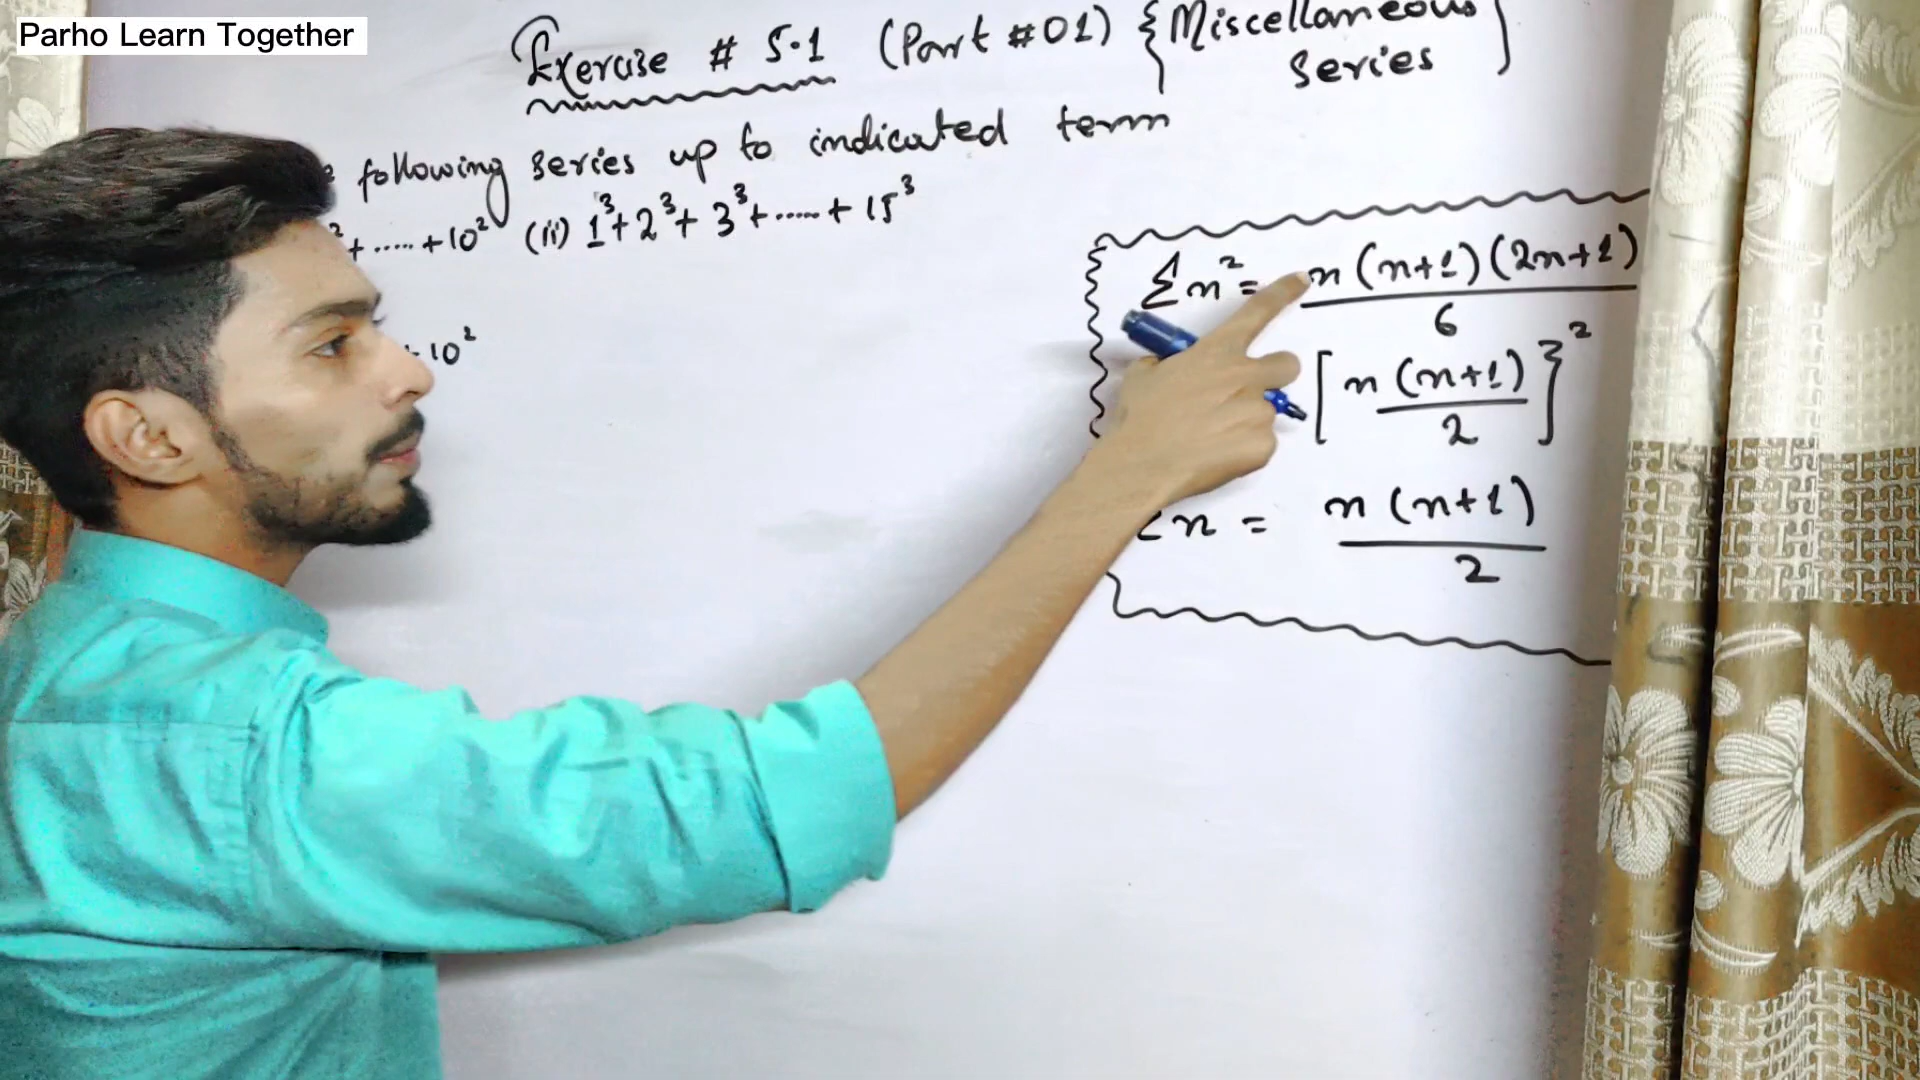 Parho Learn Together
Exercise # 5.1 (Part #01) {Miscellaneous
Series}
following series up to indicated term
² + ..... + 10² (ii) 1³ + 2³ + 3³ + ..... + 15³
+ 10²
Σn² = n(n+1)(2n+1)
6
[n(n+1)}²
2
Σn = n(n+1)
2